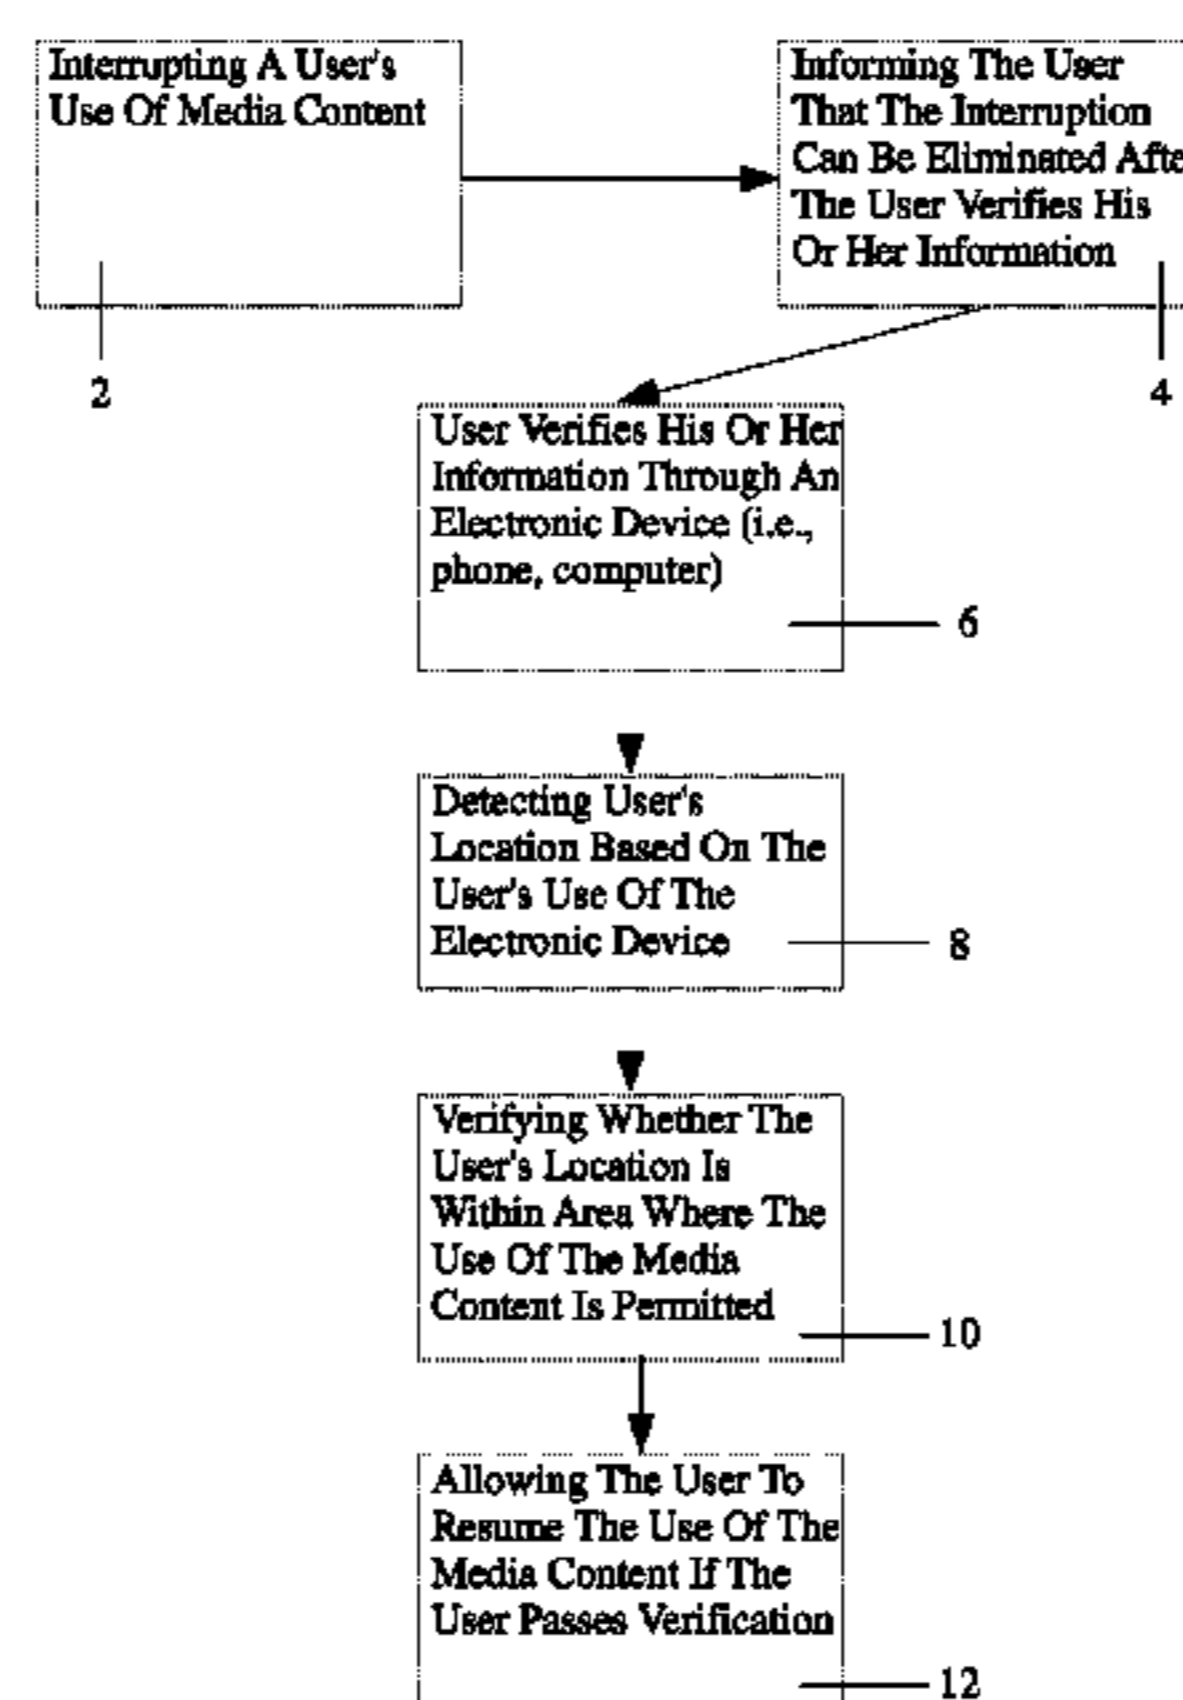 Interrupting A User's
Use Of Media Content
2
Informing The User
That The Interruption
Can Be Eliminated Afte
The User Verifies His
Or Her Information
4
User Verifies His Or Her
Information Through An
Electronic Device (i.e.,
phone, computer)
6
Detecting User's
Location Based On The
User's Use Of The
Electronic Device
8
Verifying Whether The
User's Location Is
Within Area Where The
Use Of The Media
Content Is Permitted
10
Allowing The User To
Resume The Use Of The
Media Content If The
User Passes Verification
12